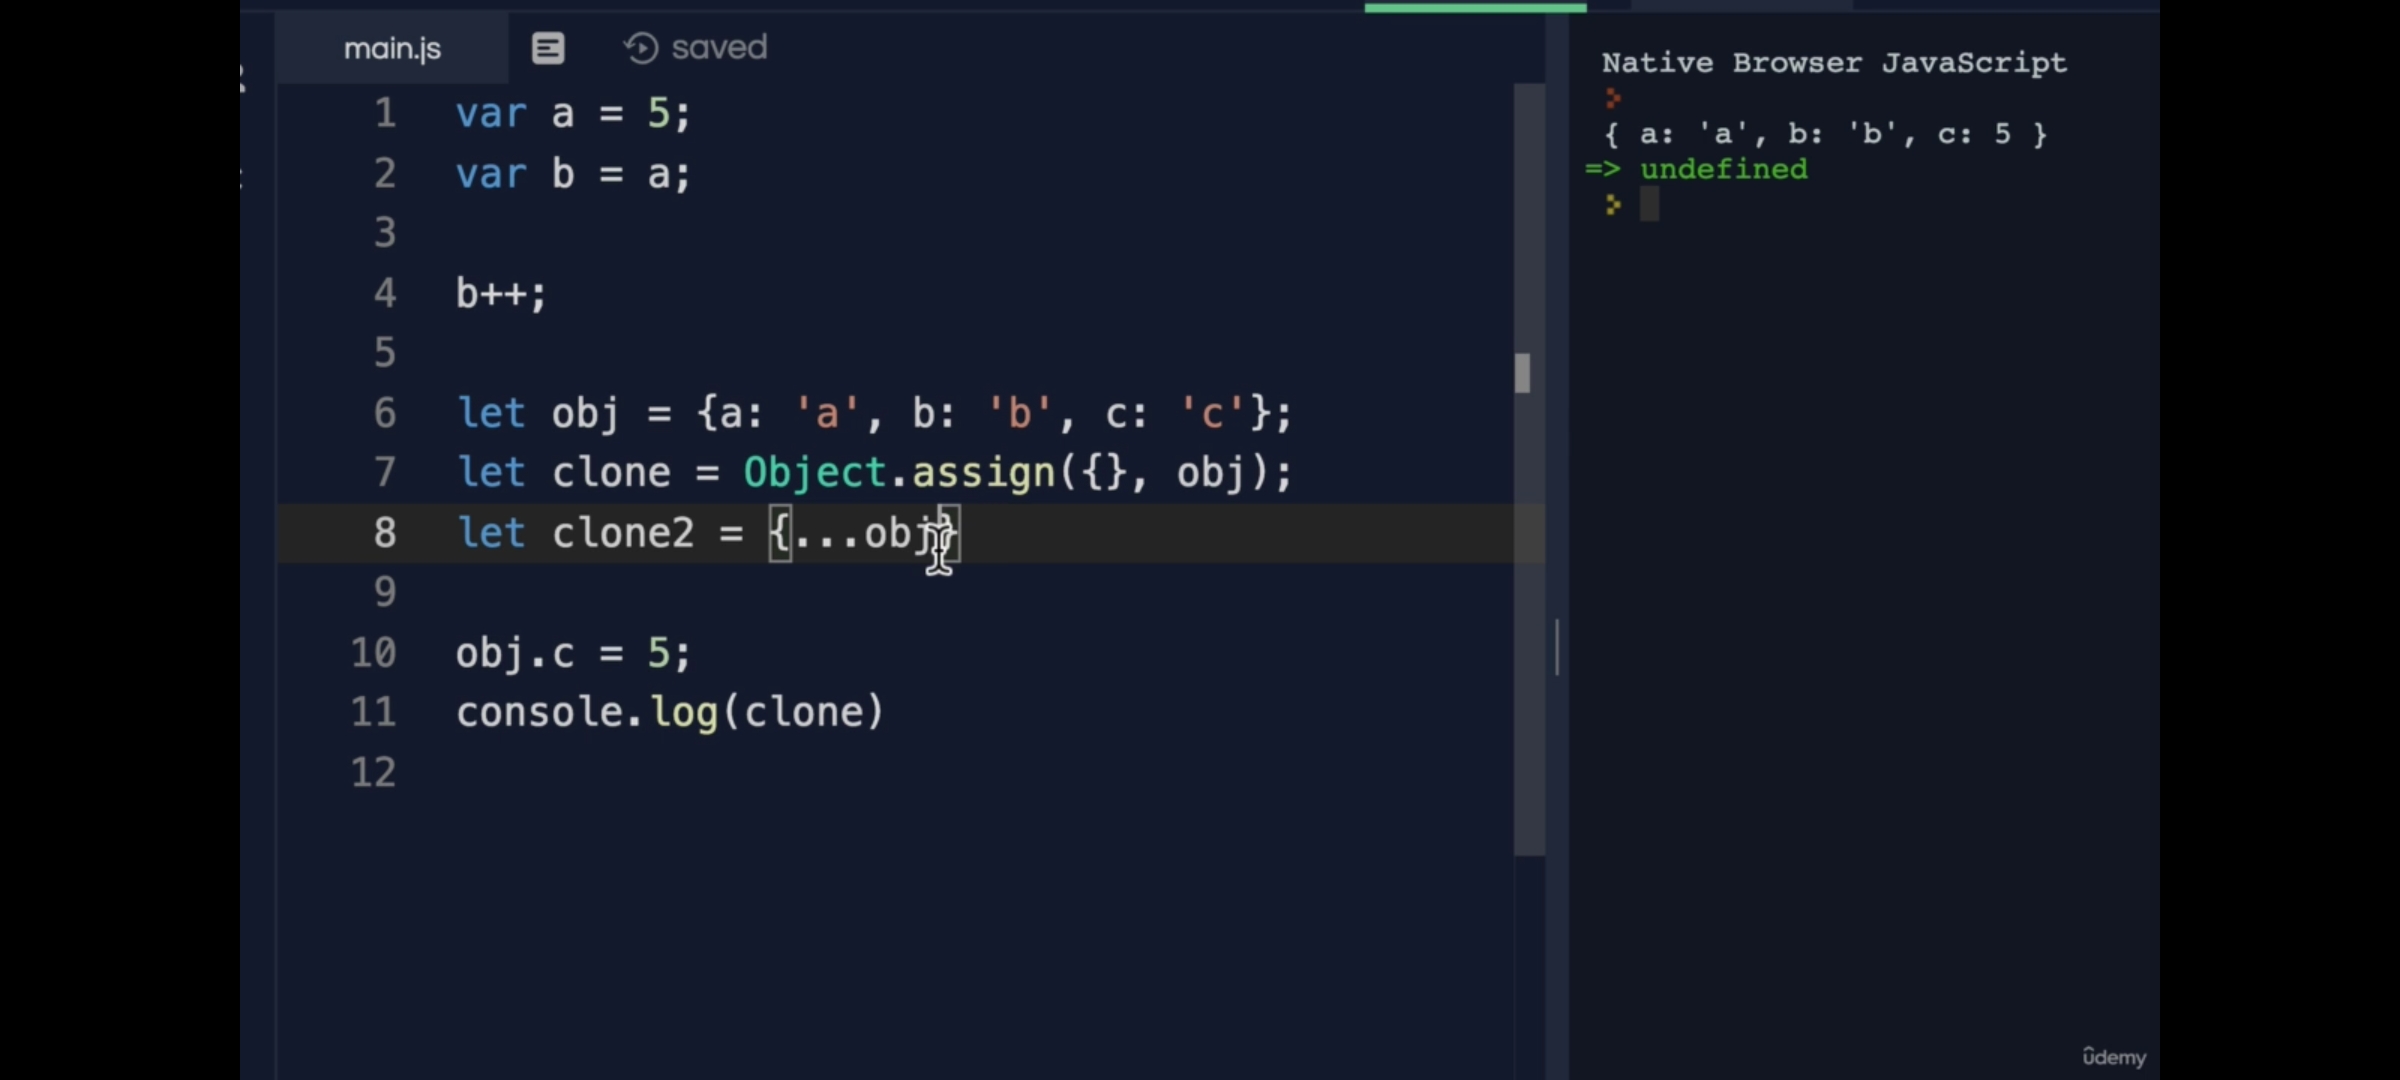 main.js saved
1 var a = 5;
2 var b = a;
3
4 b++;
5
6 let obj = {a: 'a', b: 'b', c: 'c'};
7 let clone = Object.assign({}, obj);
8 let clone2 = {...obj}
9
10 obj.c = 5;
11 console.log(clone)
12
Native Browser JavaScript
{ a: 'a', b: 'b', c: 5 }
=> undefined
ûdemy